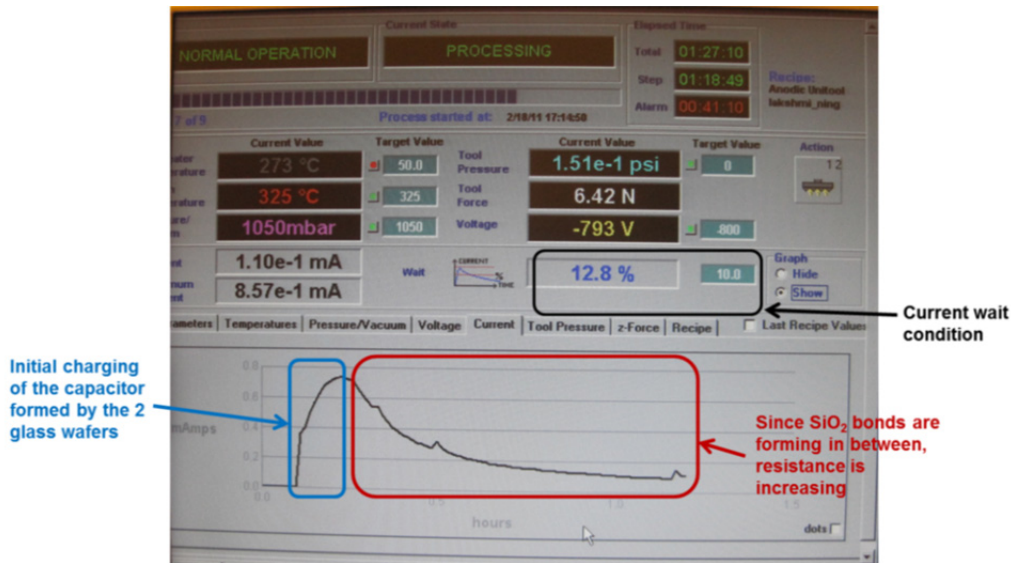 Current State
Elapsed Time
NORMAL OPERATION
PROCESSING
Total 01:27:10
Step 01:18:49
Alarm 00:41:10
Recipe:
Anodic Unitool
lakshmi_ning
7 of 9
Process started at: 2/18/11 17:14:50
Current Value Target Value Current Value Target Value Action
273 °C 50.0 Tool Pressure 1.51e-1 psi 0 12
325 °C 325 Tool Force 6.42 N
1050mbar 1050 Voltage -793 V -800
1.10e-1 mA Wait CURRENT % TIME 12.8 % 10.0
8.57e-1 mA
Graph
Hide
Show
Temperatures Pressure/Vacuum Voltage Current Tool Pressure z-Force Recipe Last Recipe Values
Current wait
condition
Initial charging
of the capacitor
formed by the 2
glass wafers
0.8
0.6
mAmps 0.4
0.2
0.0
0.0 0.5 1.0 1.5
hours
dots
Since SiO₂ bonds are
forming in between,
resistance is
increasing